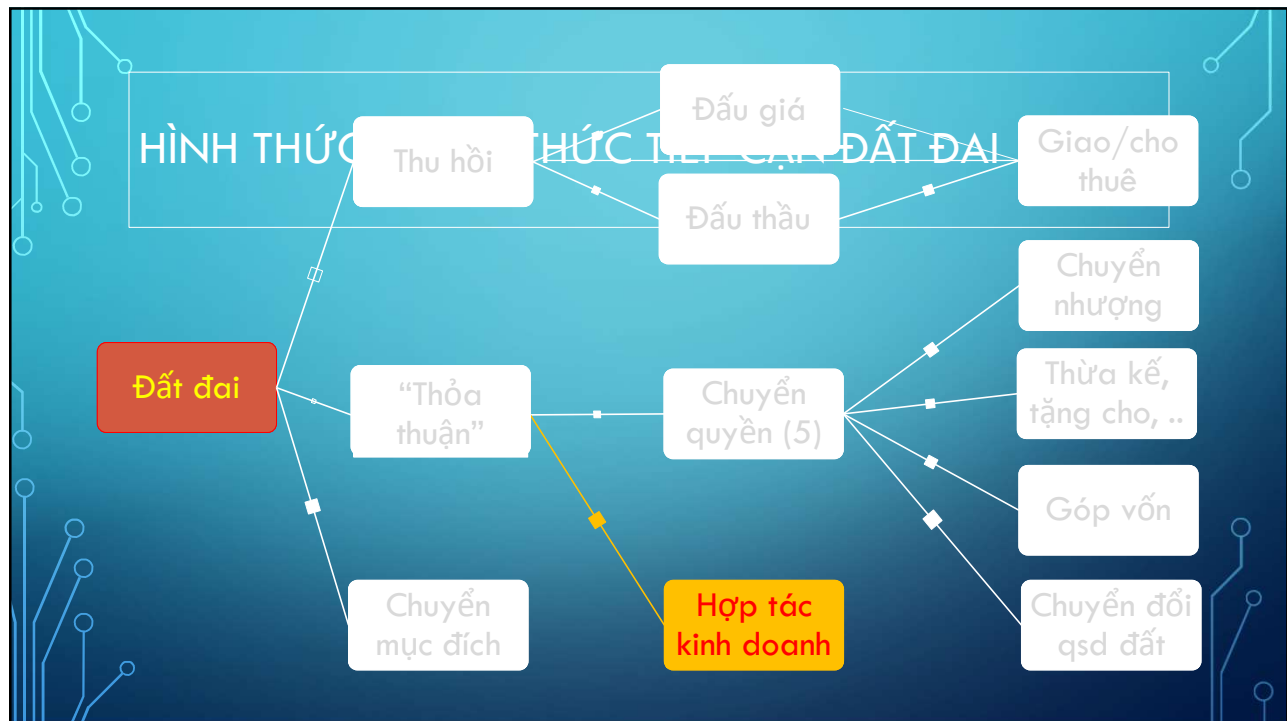 HÌNH THỨC
HỨC TIẾP CẬN ĐẤT ĐAI
Thu hồi
Đấu giá
Đấu thầu
Giao/cho
thuê
Đất đai
“Thỏa
thuận”
Chuyển
quyền (5)
Chuyển
nhượng
Thừa kế,
tặng cho, ..
Góp vốn
Chuyển đổi
qsd đất
Chuyển
mục đích
Hợp tác
kinh doanh